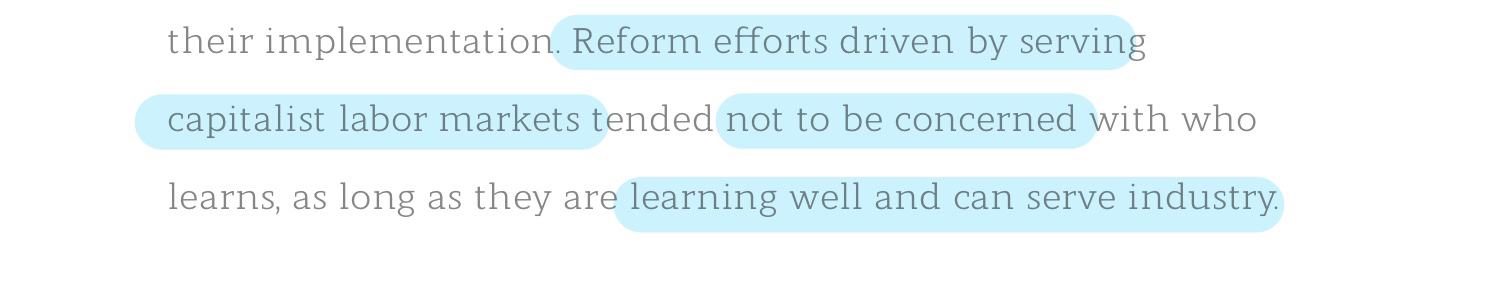 their implementation. Reform efforts driven by serving
capitalist labor markets tended not to be concerned with who
learns, as long as they are learning well and can serve industry.